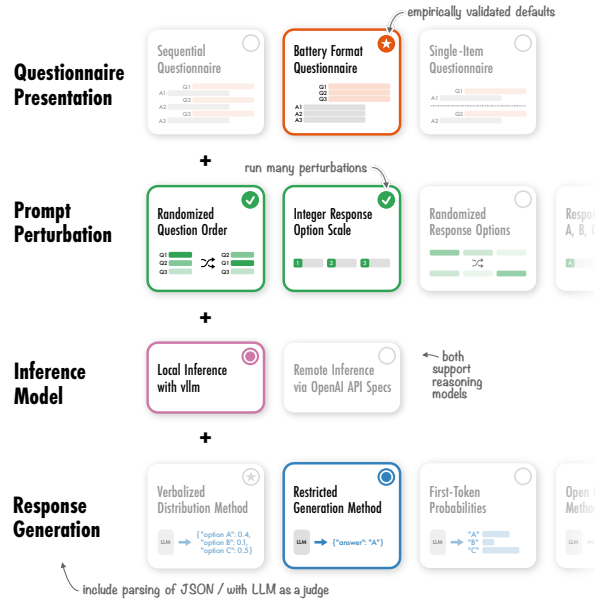 empirically validated defaults
Questionnaire
Presentation
Sequential
Questionnaire
Q1
A1
Q2
A2
Q3
A3
Battery Format
Questionnaire
Q1
Q2
Q3
A1
A2
A3
Single-Item
Questionnaire
Q1
A1
Q2
A2
+
run many perturbations
Prompt
Perturbation
Randomized
Question Order
Q1
Q2
Q3
Q2
Q1
Q3
Integer Response
Option Scale
1
2
3
Randomized
Response Options
Respo
A, B, C
A
+
Inference
Model
Local Inference
with vllm
Remote Inference
via OpenAI API Specs
both
support
reasoning
models
+
Response
Generation
Verbalized
Distribution Method
LLM
{"option A": 0.4,
"option B": 0.1,
"option C": 0.5}
Restricted
Generation Method
LLM
{"answer": "A"}
First-Token
Probabilities
LLM
"A"
"B"
"C"
Open
Metho
LLM
include parsing of JSON / with LLM as a judge